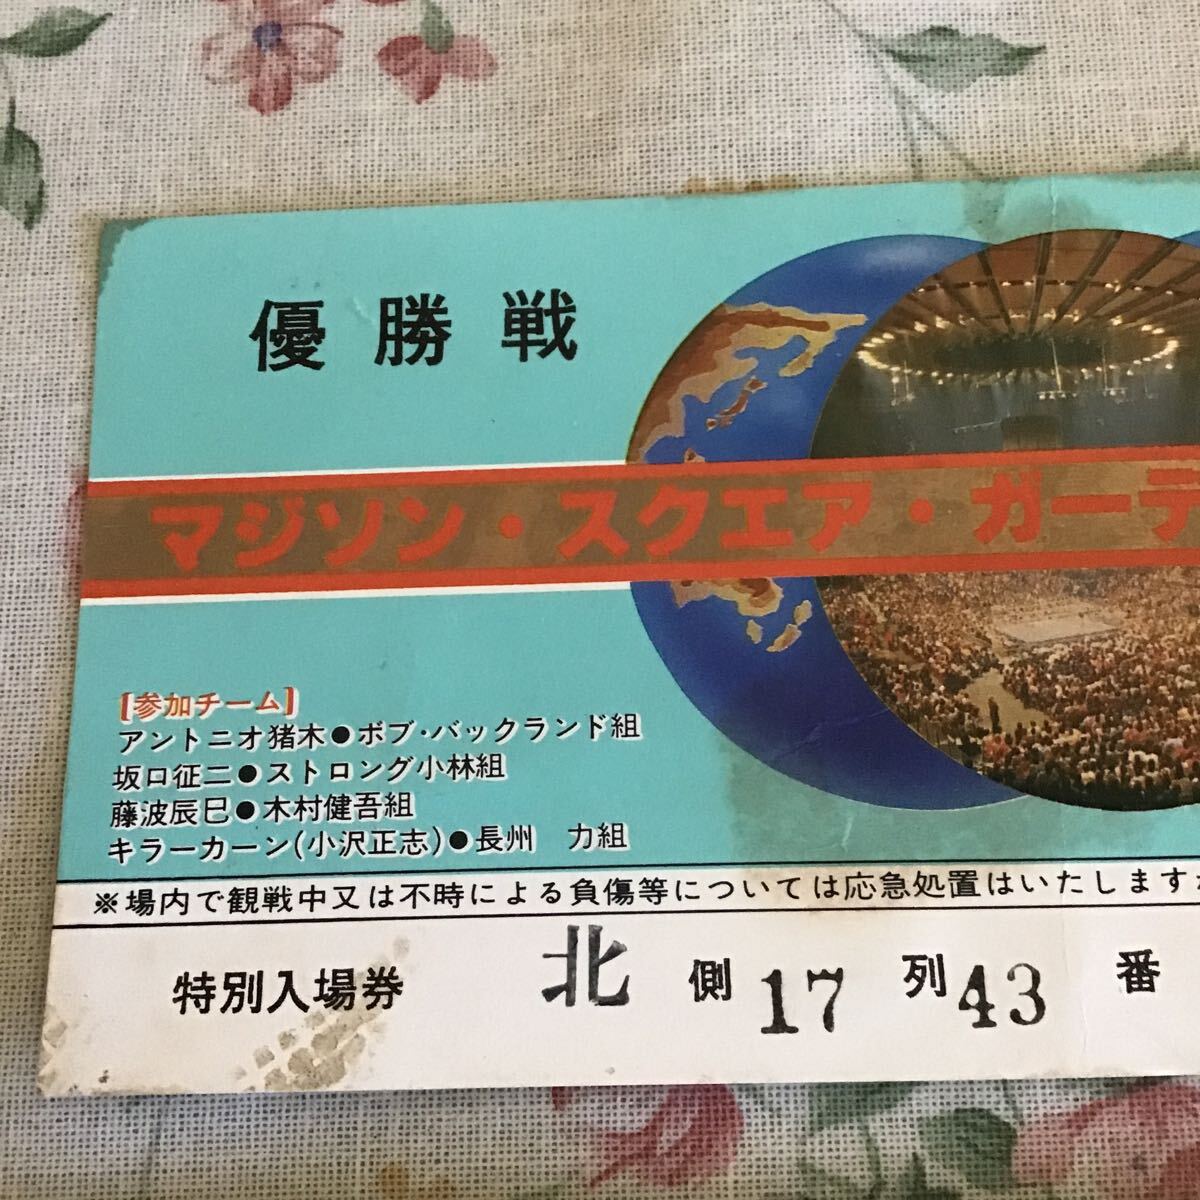 優勝戦
マジソン・スクエア・ガーデ
[参加チーム]
アントニオ猪木●ボブ・バックランド組
坂口征二●ストロング小林組
藤波辰巳●木村健吾組
キラーカーン(小沢正志)●長州　力組
※場内で観戦中又は不時による負傷等については応急処置はいたします
特別入場券　北 側 17 列 43 番